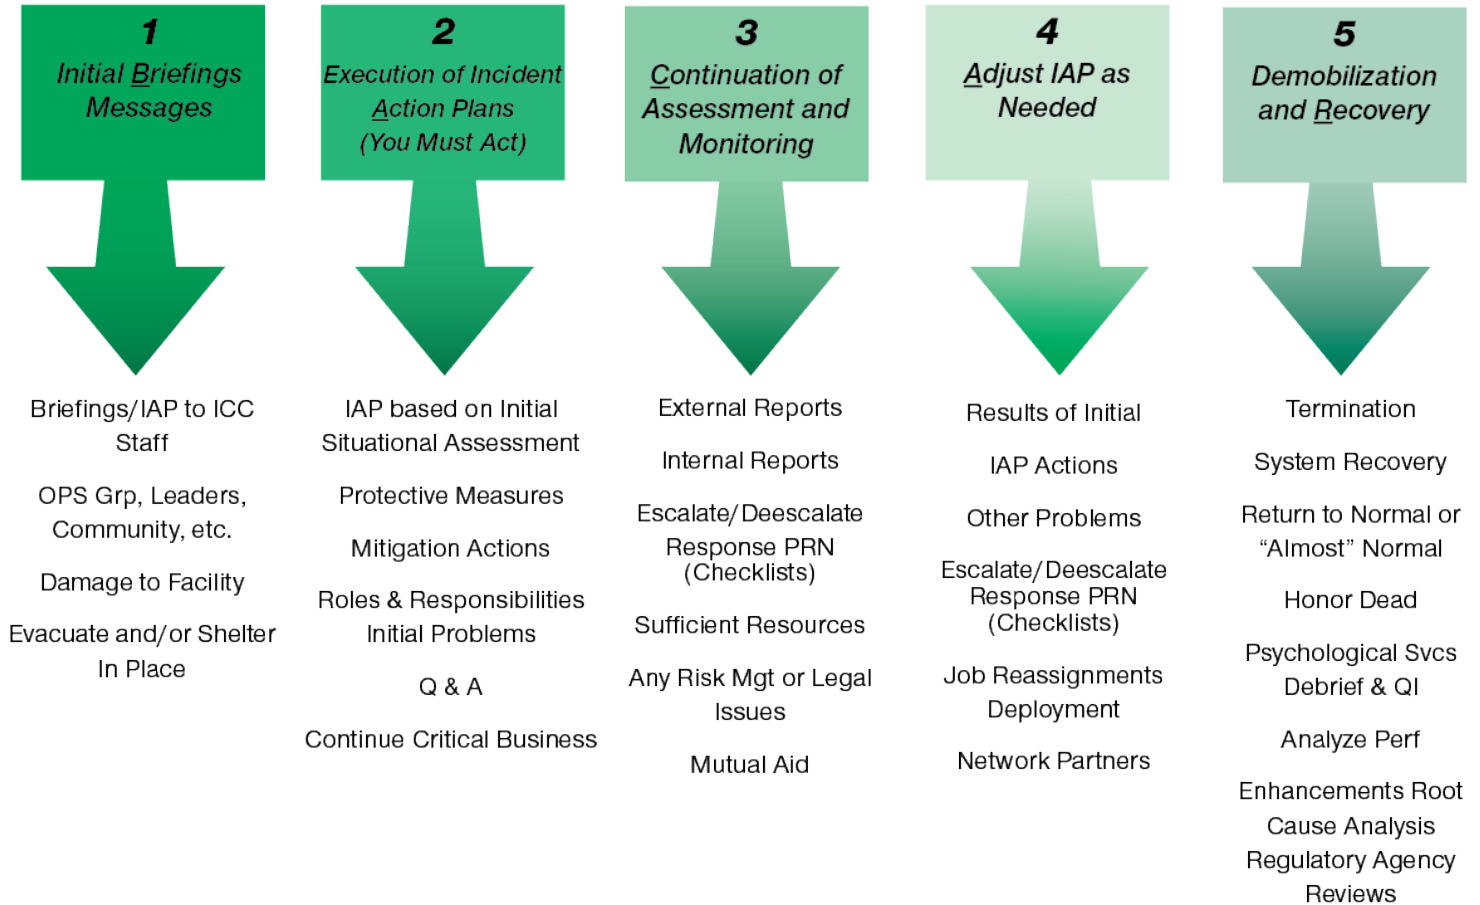 1
Initial Briefings
Messages
Briefings/IAP to ICC
Staff
OPS Grp, Leaders,
Community, etc.
Damage to Facility
Evacuate and/or Shelter
In Place
2
Execution of Incident
Action Plans
(You Must Act)
IAP based on Initial
Situational Assessment
Protective Measures
Mitigation Actions
Roles & Responsibilities
Initial Problems
Q & A
Continue Critical Business
3
Continuation of
Assessment and
Monitoring
External Reports
Internal Reports
Escalate/Deescalate
Response PRN
(Checklists)
Sufficient Resources
Any Risk Mgt or Legal
Issues
Mutual Aid
4
Adjust IAP as
Needed
Results of Initial
IAP Actions
Other Problems
Escalate/Deescalate
Response PRN
(Checklists)
Job Reassignments
Deployment
Network Partners
5
Demobilization
and Recovery
Termination
System Recovery
Return to Normal or
“Almost” Normal
Honor Dead
Psychological Svcs
Debrief & QI
Analyze Perf
Enhancements Root
Cause Analysis
Regulatory Agency
Reviews